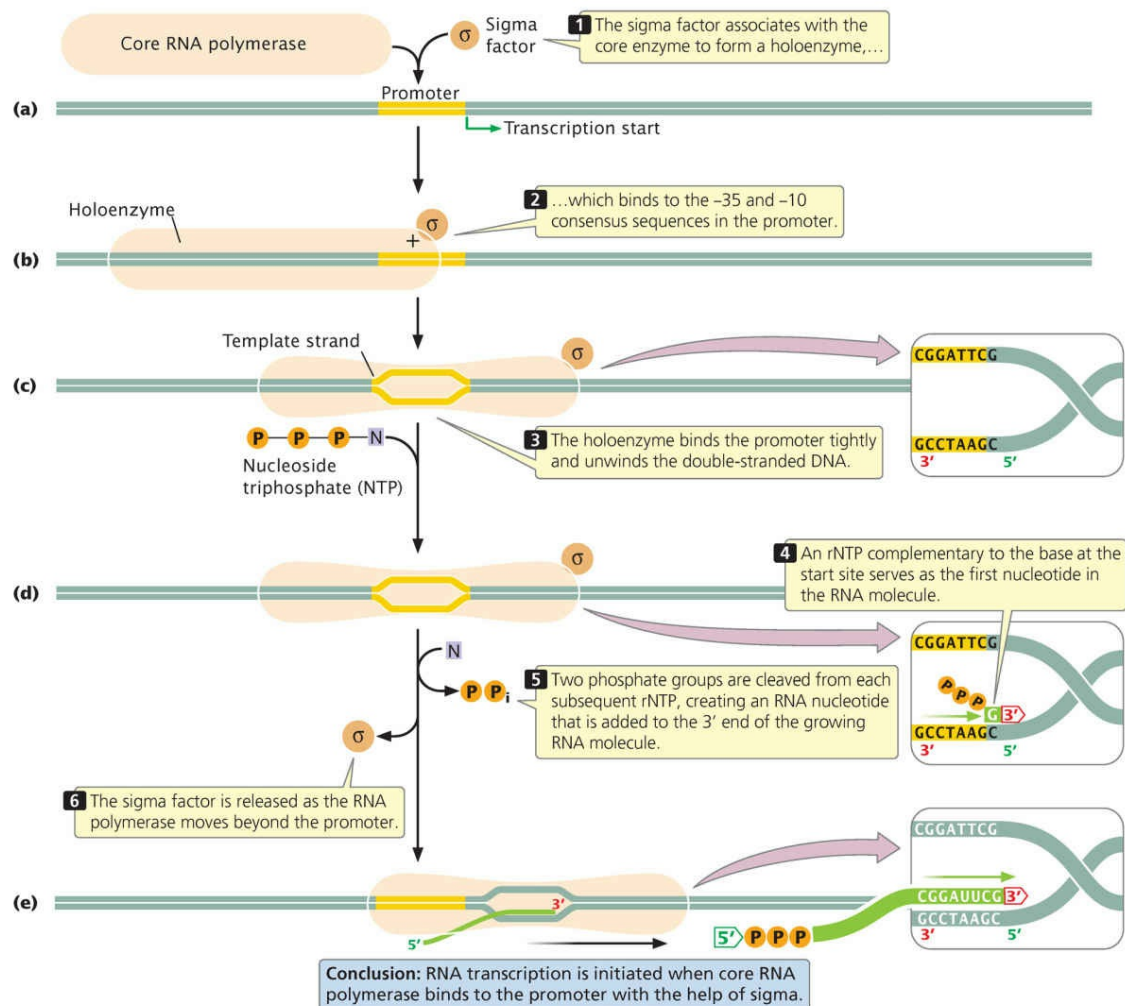 Core RNA polymerase
σ
Sigma
factor
1 The sigma factor associates with the
core enzyme to form a holoenzyme,…
Promoter
(a)
Transcription start
Holoenzyme
σ
+
2 …which binds to the –35 and –10
consensus sequences in the promoter.
(b)
Template strand
σ
(c)
CGGATTCG
GCCTAAGC
3′ 5′
P P P N
Nucleoside
triphosphate (NTP)
3 The holoenzyme binds the promoter tightly
and unwinds the double-stranded DNA.
σ
(d)
4 An rNTP complementary to the base at the
start site serves as the first nucleotide in
the RNA molecule.
CGGATTCG
P P P
G 3′
GCCTAAGC
3′ 5′
N
P Pi
5 Two phosphate groups are cleaved from each
subsequent rNTP, creating an RNA nucleotide
that is added to the 3′ end of the growing
RNA molecule.
σ
6 The sigma factor is released as the RNA
polymerase moves beyond the promoter.
(e)
3′
5′
CGGATTCG
CGGAUUCG 3′
GCCTAAGC
3′ 5′
5′ P P P
Conclusion: RNA transcription is initiated when core RNA
polymerase binds to the promoter with the help of sigma.